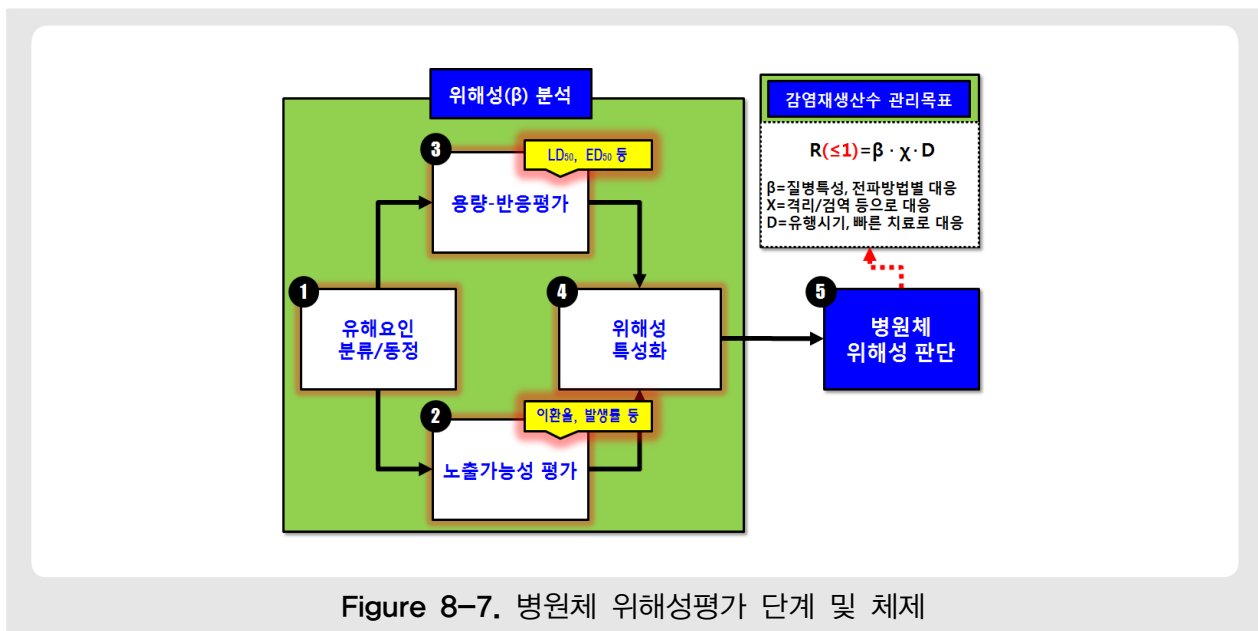 위해성(β) 분석
3
LD₅₀, ED₅₀ 등
용량-반응평가
1
유해요인
분류/동정
4
위해성
특성화
2
이환율, 발생률 등
노출가능성 평가
감염재생산수 관리목표
R(≤1)=β · χ · D
β=질병특성, 전파방법별 대응
X=격리/검역 등으로 대응
D=유행시기, 빠른 치료로 대응
5
병원체
위해성 판단
Figure 8-7. 병원체 위해성평가 단계 및 체제